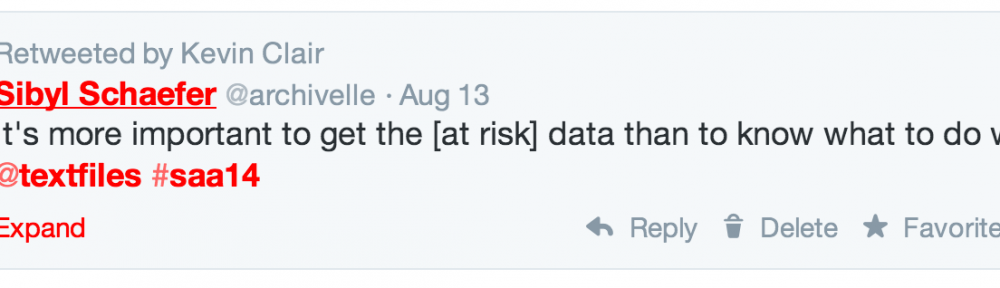 Retweeted by Kevin Clair
Sibyl Schaefer @archivelle · Aug 13
It's more important to get the [at risk] data than to know what to do
@textfiles #saa14
Expand Reply Delete Favorite